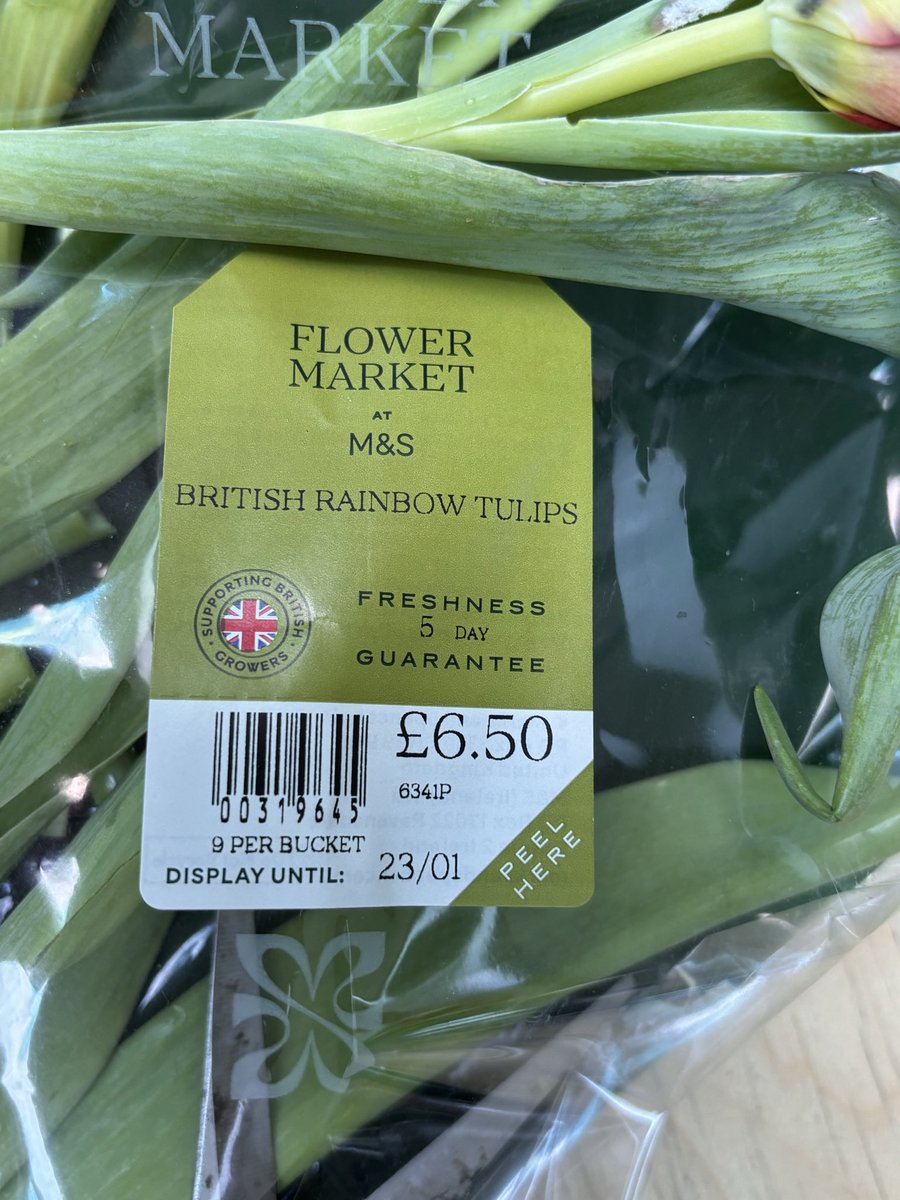 MARKET
FLOWER
MARKET
AT
M&S
BRITISH RAINBOW TULIPS
SUPPORTING BRITISH
GROWERS
FRESHNESS
5 DAY
GUARANTEE
£6.50
6341P
00319645
9 PER BUCKET
DISPLAY UNTIL: 23/01
PEEL
HERE